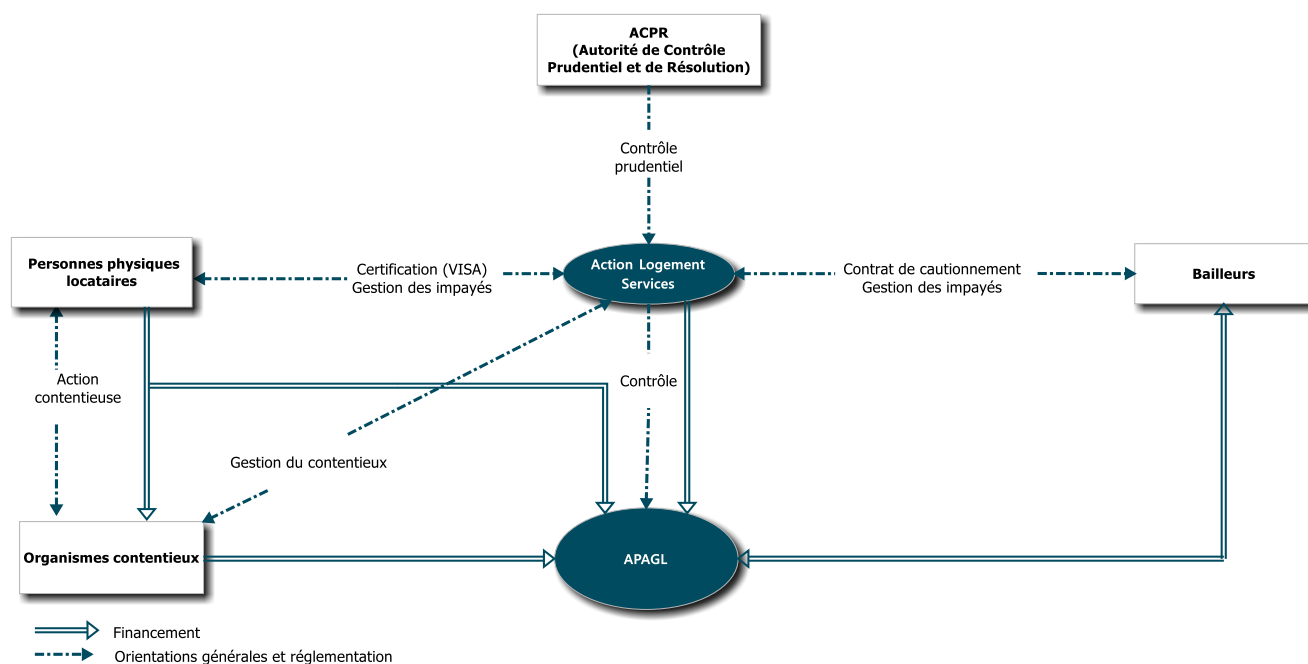 ACPR
(Autorité de Contrôle
Prudentiel et de Résolution)
Contrôle
prudentiel
Personnes physiques
locataires
Certification (VISA)
Gestion des impayés
Action Logement
Services
Contrat de cautionnement
Gestion des impayés
Bailleurs
Action
contentieuse
Contrôle
Gestion du contentieux
Organismes contentieux
APAGL
Financement
Orientations générales et réglementation